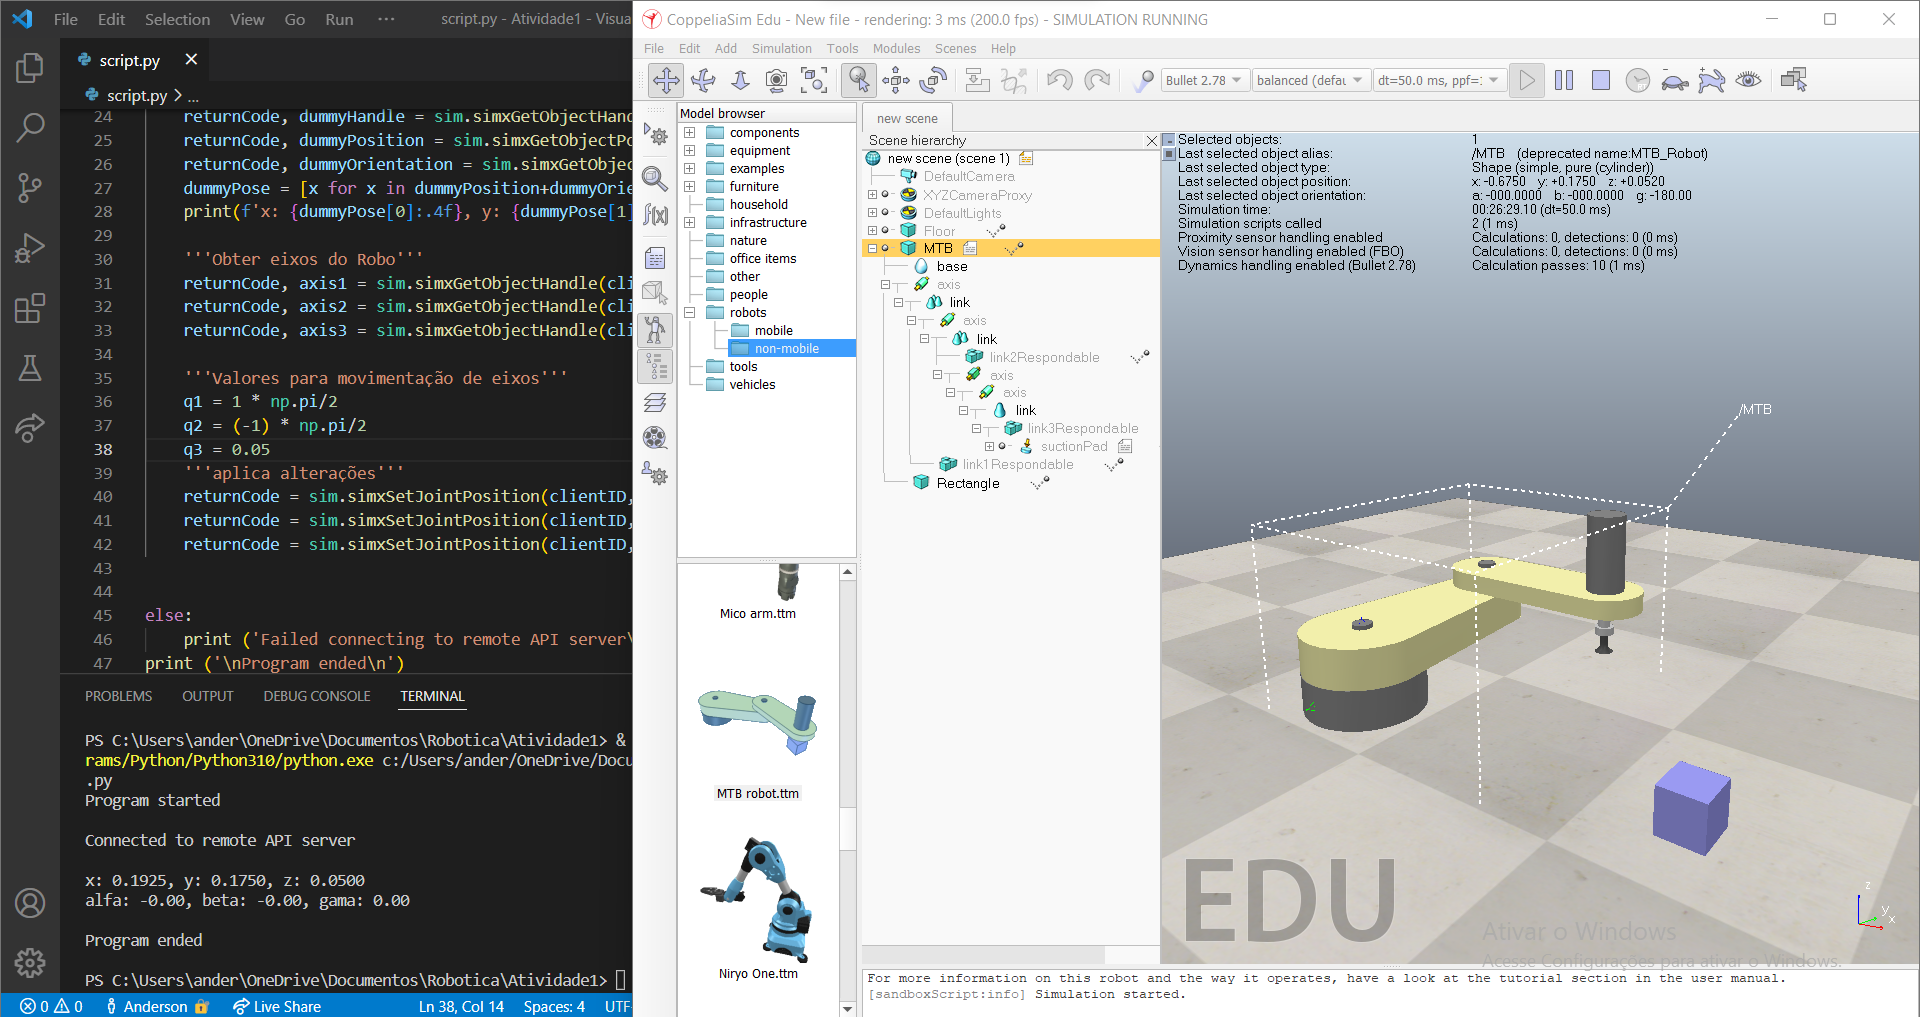 File Edit Selection View Go Run ··· script.py - Atividade1 - Visua
script.py
script.py > ...
24 returnCode, dummyHandle = sim.simxGetObjectHand
25 returnCode, dummyPosition = sim.simxGetObjectPo
26 returnCode, dummyOrientation = sim.simxGetObjec
27 dummyPose = [x for x in dummyPosition+dummyOrie
28 print(f'x: {dummyPose[0]:.4f}, y: {dummyPose[1]
29
30 '''Obter eixos do Robo'''
31 returnCode, axis1 = sim.simxGetObjectHandle(cli
32 returnCode, axis2 = sim.simxGetObjectHandle(cli
33 returnCode, axis3 = sim.simxGetObjectHandle(cli
34
35 '''Valores para movimentação de eixos'''
36 q1 = 1 * np.pi/2
37 q2 = (-1) * np.pi/2
38 q3 = 0.05
39 '''aplica alterações'''
40 returnCode = sim.simxSetJointPosition(clientID,
41 returnCode = sim.simxSetJointPosition(clientID,
42 returnCode = sim.simxSetJointPosition(clientID,
43
44
45 else:
46 print ('Failed connecting to remote API server\
47 print ('\nProgram ended\n')
PROBLEMS OUTPUT DEBUG CONSOLE TERMINAL
PS C:\Users\ander\OneDrive\Documentos\Robotica\Atividade1> &
rams/Python/Python310/python.exe c:/Users/ander/OneDrive/Docu
.py
Program started
Connected to remote API server
x: 0.1925, y: 0.1750, z: 0.0500
alfa: -0.00, beta: -0.00, gama: 0.00
Program ended
PS C:\Users\ander\OneDrive\Documentos\Robotica\Atividade1>
0 0 Anderson Live Share Ln 38, Col 14 Spaces: 4 UTF-
CoppeliaSim Edu - New file - rendering: 3 ms (200.0 fps) - SIMULATION RUNNING
File Edit Add Simulation Tools Modules Scenes Help
Bullet 2.78 balanced (defau dt=50.0 ms, ppf=:
f(x)
Model browser
components
equipment
examples
furniture
household
infrastructure
nature
office items
other
people
robots
mobile
non-mobile
tools
vehicles
Mico arm.ttm
MTB robot.ttm
Niryo One.ttm
new scene
Scene hierarchy
new scene (scene 1)
DefaultCamera
XYZCameraProxy
DefaultLights
Floor
MTB
base
axis
link
axis
link
link2Respondable
axis
axis
link
link3Respondable
suctionPad
link1Respondable
Rectangle
Selected objects: 1
Last selected object alias: /MTB (deprecated name:MTB_Robot)
Last selected object type: Shape (simple, pure (cylinder))
Last selected object position: x: -0.6750 y: +0.1750 z: +0.0520
Last selected object orientation: a: -000.0000 b: -000.0000 g: -180.00
Simulation time: 00:26:29.10 (dt=50.0 ms)
Simulation scripts called 2 (1 ms)
Proximity sensor handling enabled Calculations: 0, detections: 0 (0 ms)
Vision sensor handling enabled (FBO) Calculations: 0, detections: 0 (0 ms)
Dynamics handling enabled (Bullet 2.78) Calculation passes: 10 (1 ms)
/MTB
EDU
z
y
x
Ativar o Windows
Acesse Configurações para ativar o Windows.
For more information on this robot and the way it operates, have a look at the tutorial section in the user manual.
[sandboxScript:info] Simulation started.